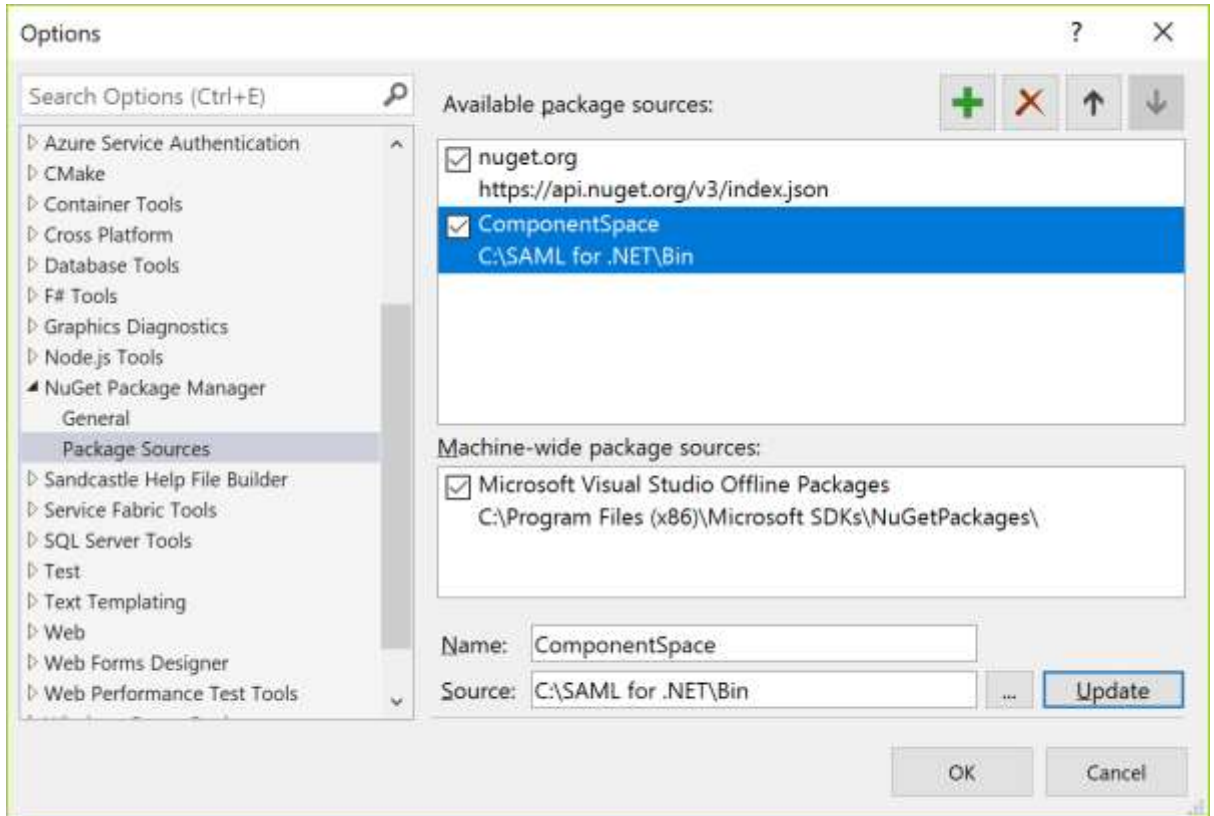 Options
?
Search Options (Ctrl+E)
Azure Service Authentication
CMake
Container Tools
Cross Platform
Database Tools
F# Tools
Graphics Diagnostics
Node.js Tools
NuGet Package Manager
General
Package Sources
Sandcastle Help File Builder
Service Fabric Tools
SQL Server Tools
Test
Text Templating
Web
Web Forms Designer
Web Performance Test Tools
Available package sources:
nuget.org
https://api.nuget.org/v3/index.json
ComponentSpace
C:\SAML for .NET\Bin
Machine-wide package sources:
Microsoft Visual Studio Offline Packages
C:\Program Files (x86)\Microsoft SDKs\NuGetPackages\
Name: ComponentSpace
Source: C:\SAML for .NET\Bin ... Update
OK Cancel